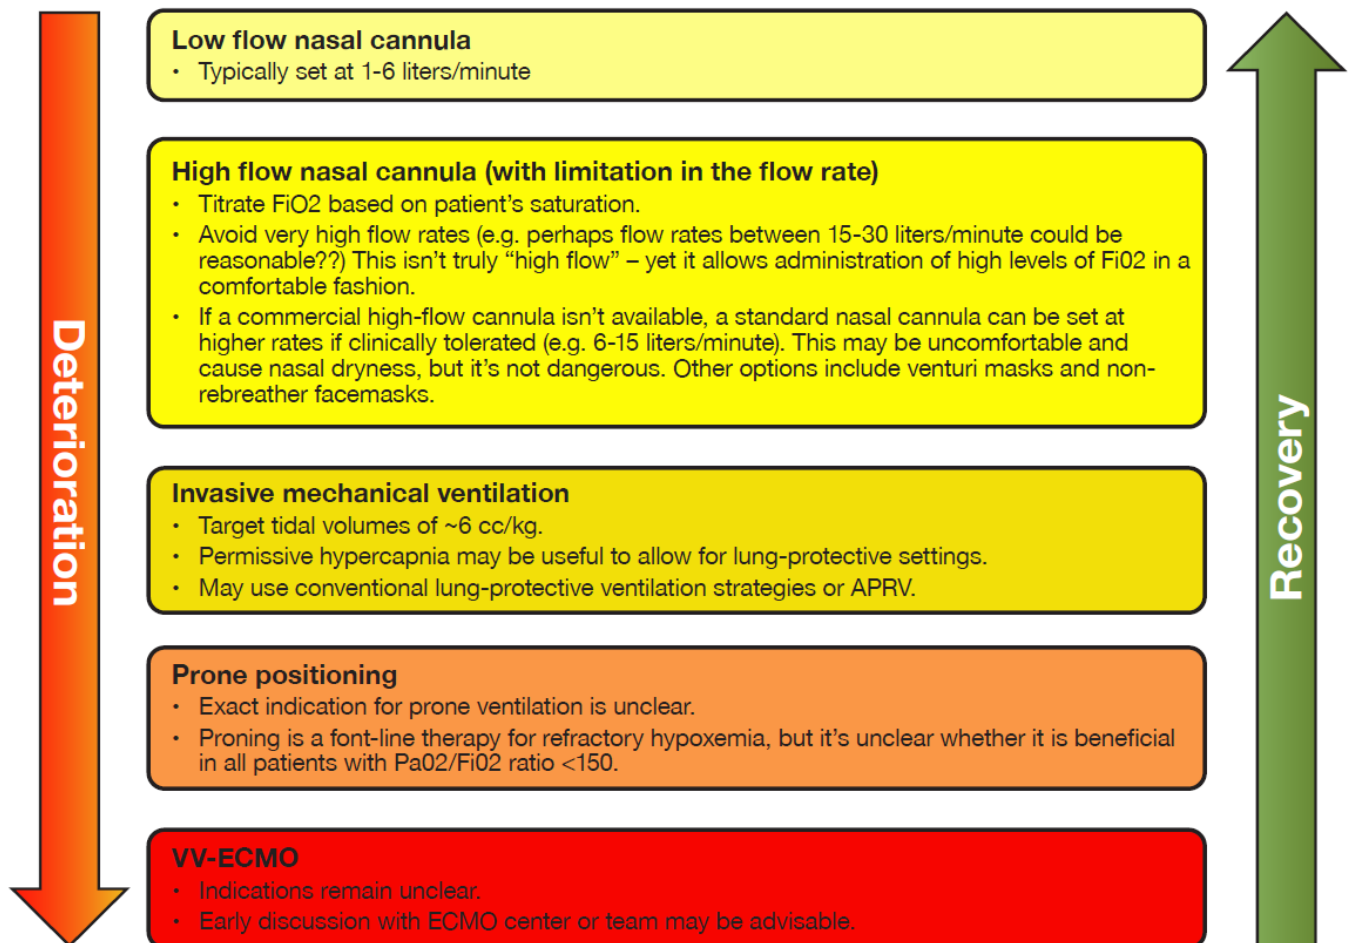 Low flow nasal cannula
• Typically set at 1-6 liters/minute
High flow nasal cannula (with limitation in the flow rate)
• Titrate FiO2 based on patient’s saturation.
• Avoid very high flow rates (e.g. perhaps flow rates between 15-30 liters/minute could be
reasonable??) This isn’t truly “high flow” – yet it allows administration of high levels of Fi02 in a
comfortable fashion.
• If a commercial high-flow cannula isn’t available, a standard nasal cannula can be set at
higher rates if clinically tolerated (e.g. 6-15 liters/minute). This may be uncomfortable and
cause nasal dryness, but it’s not dangerous. Other options include venturi masks and non-
rebreather facemasks.
Invasive mechanical ventilation
• Target tidal volumes of ~6 cc/kg.
• Permissive hypercapnia may be useful to allow for lung-protective settings.
• May use conventional lung-protective ventilation strategies or APRV.
Prone positioning
• Exact indication for prone ventilation is unclear.
• Proning is a font-line therapy for refractory hypoxemia, but it’s unclear whether it is beneficial
in all patients with Pa02/Fi02 ratio <150.
VV-ECMO
• Indications remain unclear.
• Early discussion with ECMO center or team may be advisable.
Deterioration
Recovery